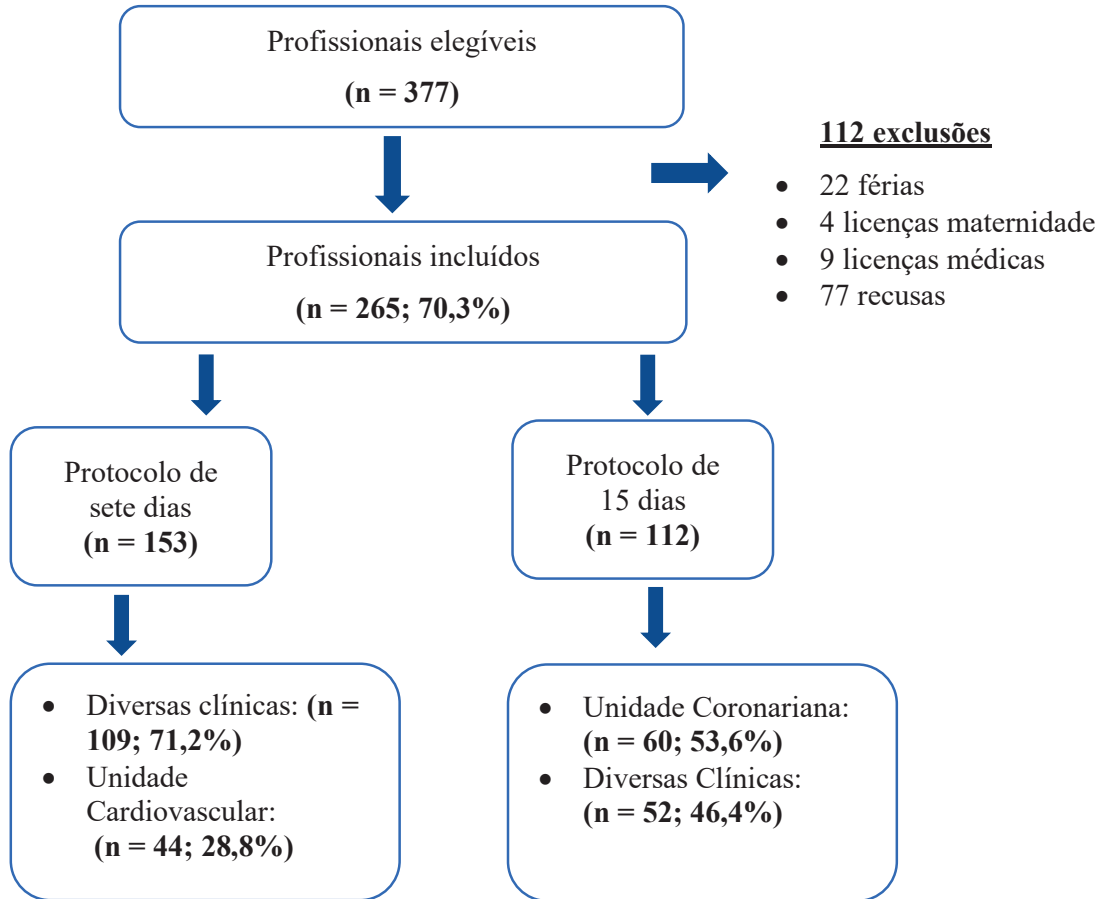 Profissionais elegíveis
(n = 377)
112 exclusões
• 22 férias
• 4 licenças maternidade
• 9 licenças médicas
• 77 recusas
Profissionais incluídos
(n = 265; 70,3%)
Protocolo de
sete dias
(n = 153)
Protocolo de
15 dias
(n = 112)
• Diversas clínicas: (n =
109; 71,2%)
• Unidade
Cardiovascular:
(n = 44; 28,8%)
• Unidade Coronariana:
(n = 60; 53,6%)
• Diversas Clínicas:
(n = 52; 46,4%)